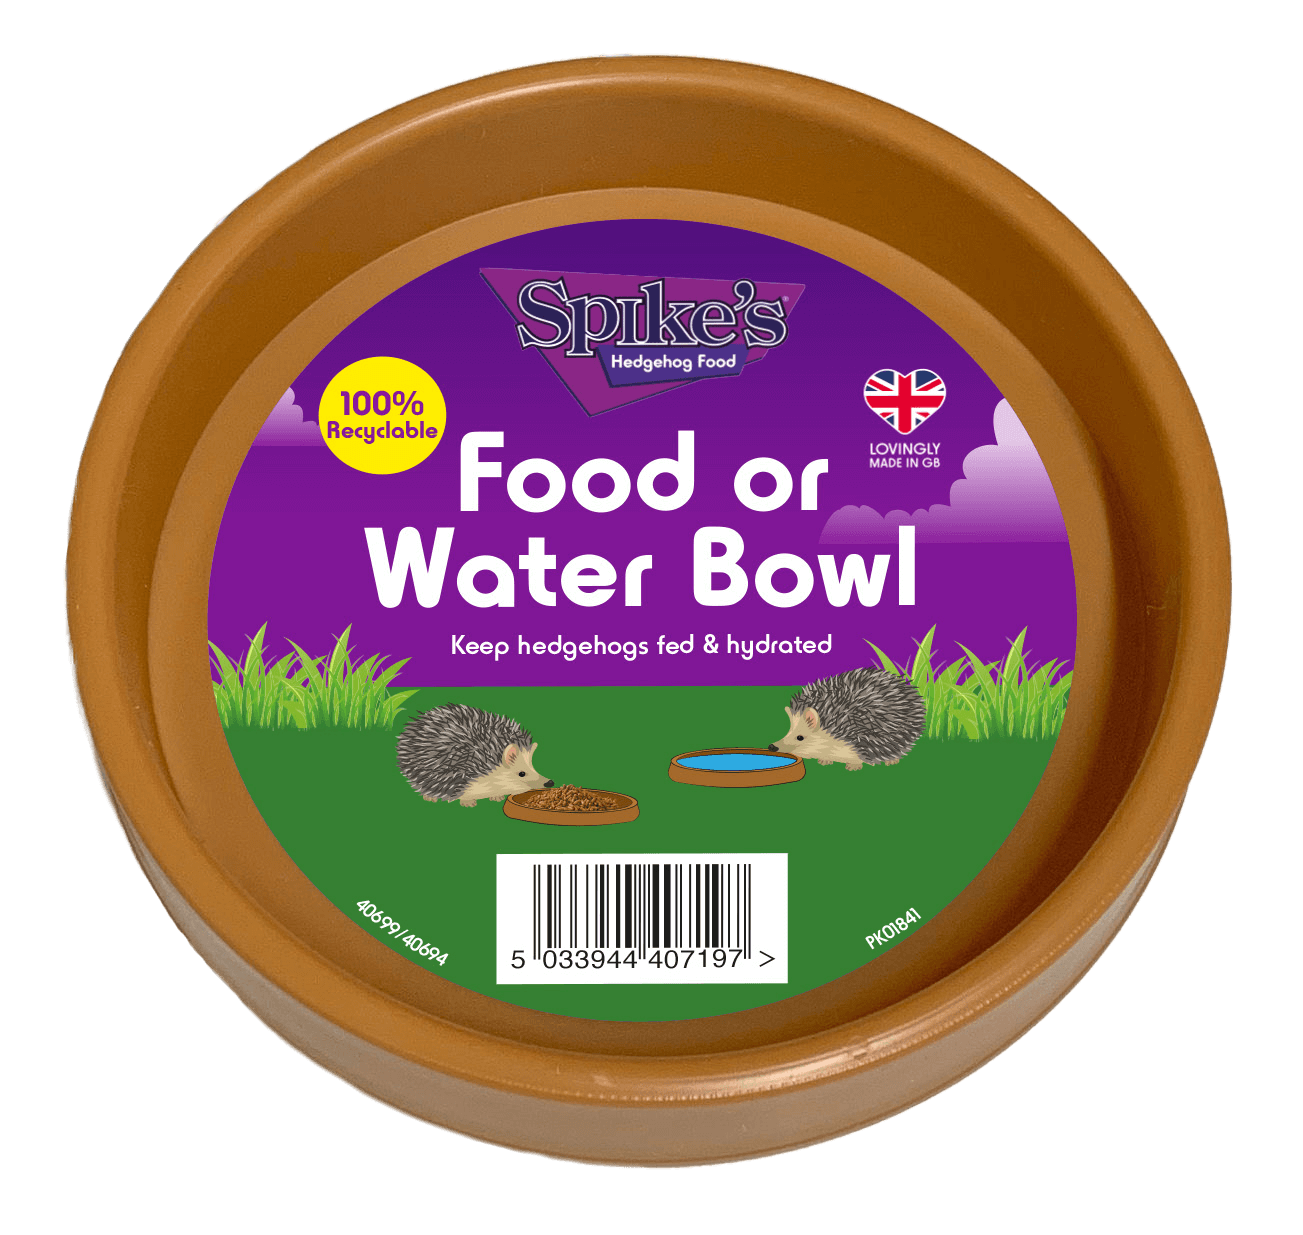 Spike's®
Hedgehog Food
100%
Recyclable
LOVINGLY
MADE IN GB
Food or
Water Bowl
Keep hedgehogs fed & hydrated
40699/40694
PK01841
5 033944 407197 >